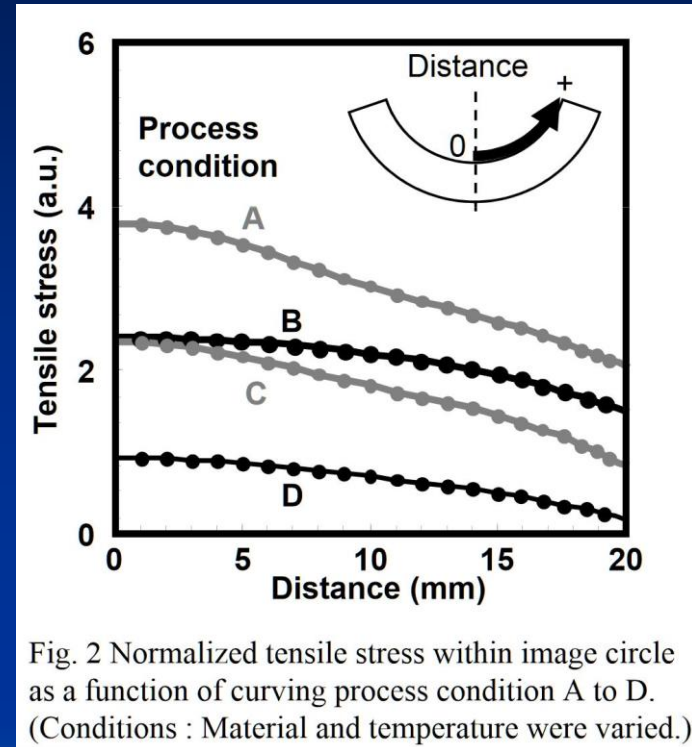 6
Distance
+
0
Process
condition
A
4
B
2
C
D
0
0 5 10 15 20
Tensile stress (a.u.)
Distance (mm)
Fig. 2 Normalized tensile stress within image circle
as a function of curving process condition A to D.
(Conditions : Material and temperature were varied.)